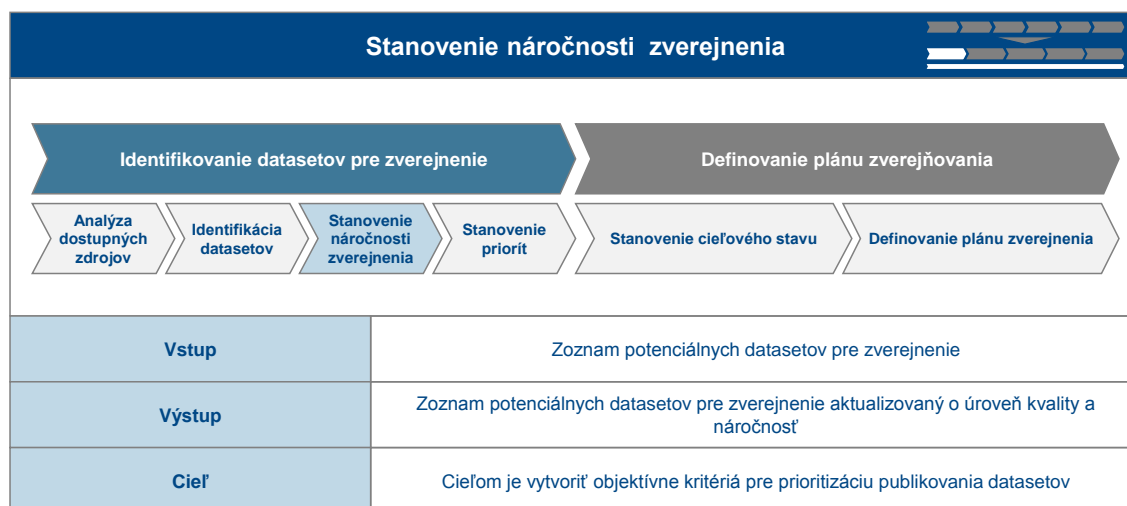 Stanovenie náročnosti zverejnenia
Identifikovanie datasetov pre zverejnenie
Definovanie plánu zverejňovania
Analýza
dostupných
zdrojov
Identifikácia
datasetov
Stanovenie
náročnosti
zverejnenia
Stanovenie
priorít
Stanovenie cieľového stavu
Definovanie plánu zverejnenia
Vstup
Zoznam potenciálnych datasetov pre zverejnenie
Výstup
Zoznam potenciálnych datasetov pre zverejnenie aktualizovaný o úroveň kvality a
náročnosť
Cieľ
Cieľom je vytvoriť objektívne kritériá pre prioritizáciu publikovania datasetov